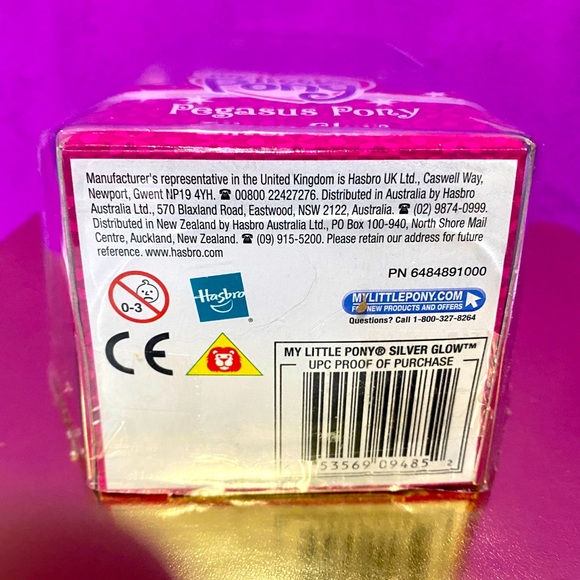 Pony
Pegasus Pony
Manufacturer's representative in the United Kingdom is Hasbro UK Ltd., Caswell Way,
Newport, Gwent NP19 4YH. ☎ 00800 22427276. Distributed in Australia by Hasbro
Australia Ltd., 570 Blaxland Road, Eastwood, NSW 2122, Australia. ☎ (02) 9874-0999.
Distributed in New Zealand by Hasbro Australia Ltd., PO Box 100-940, North Shore Mail
Centre, Auckland, New Zealand. ☎ (09) 915-5200. Please retain our address for future
reference. www.hasbro.com
PN 6484891000
0-3
Hasbro
MYLITTLEPONY.COM
FOR NEW PRODUCTS AND OFFERS
Questions? Call 1-800-327-8264
CE
MY LITTLE PONY® SILVER GLOW™
UPC PROOF OF PURCHASE
53569 09485 2